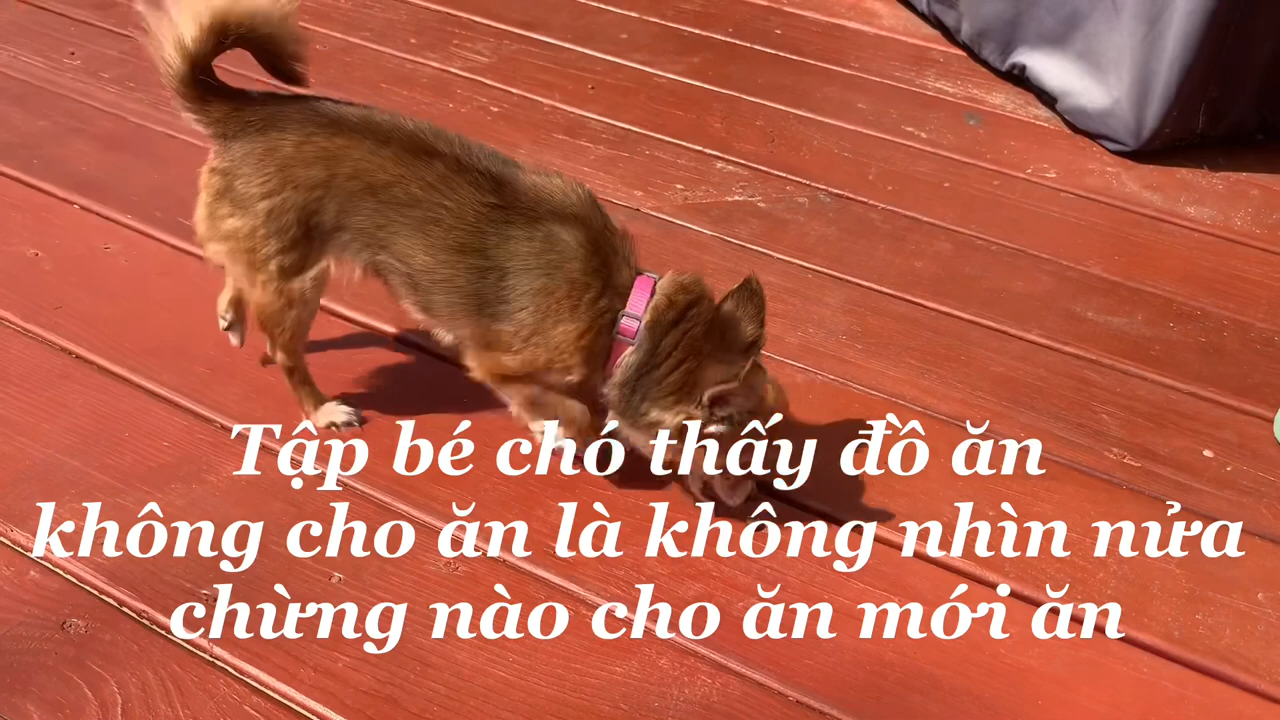 Tập bé chó thấy đồ ăn
không cho ăn là không nhìn nửa
chừng nào cho ăn mới ăn